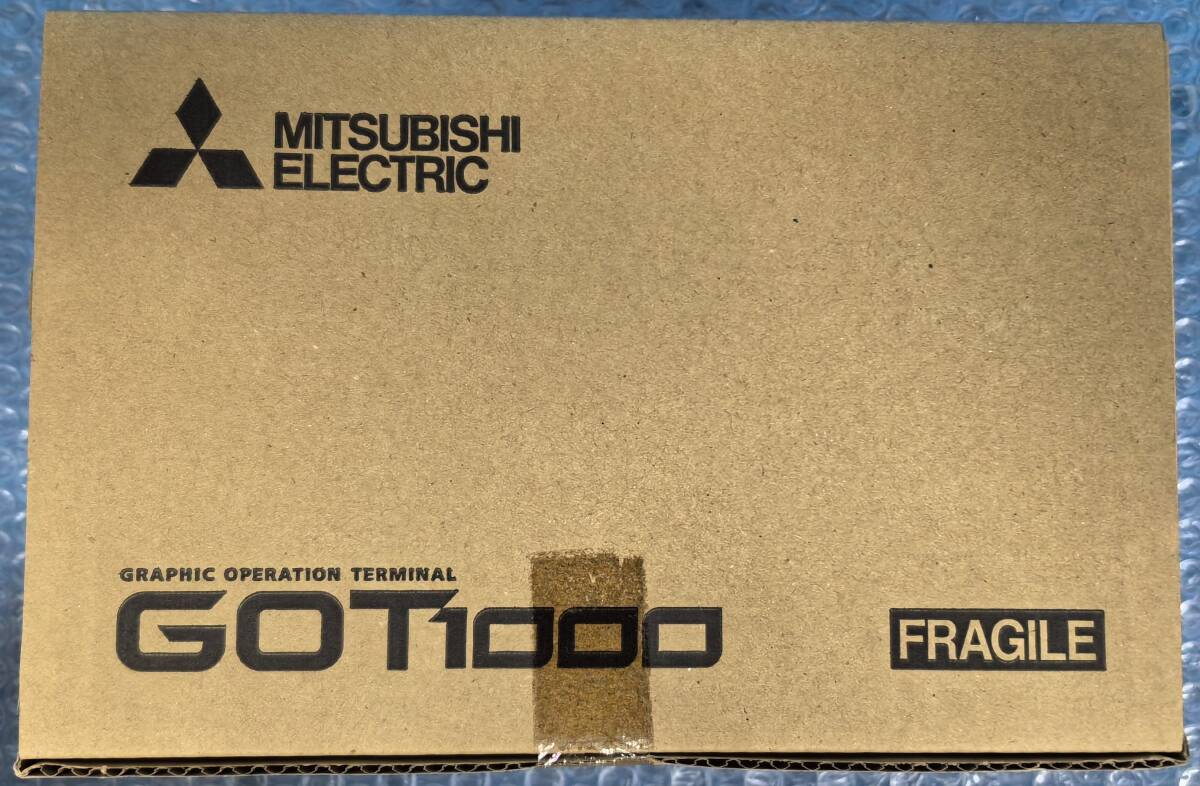 MITSUBISHI
ELECTRIC
GRAPHIC OPERATION TERMINAL
GOT1000
FRAGILE